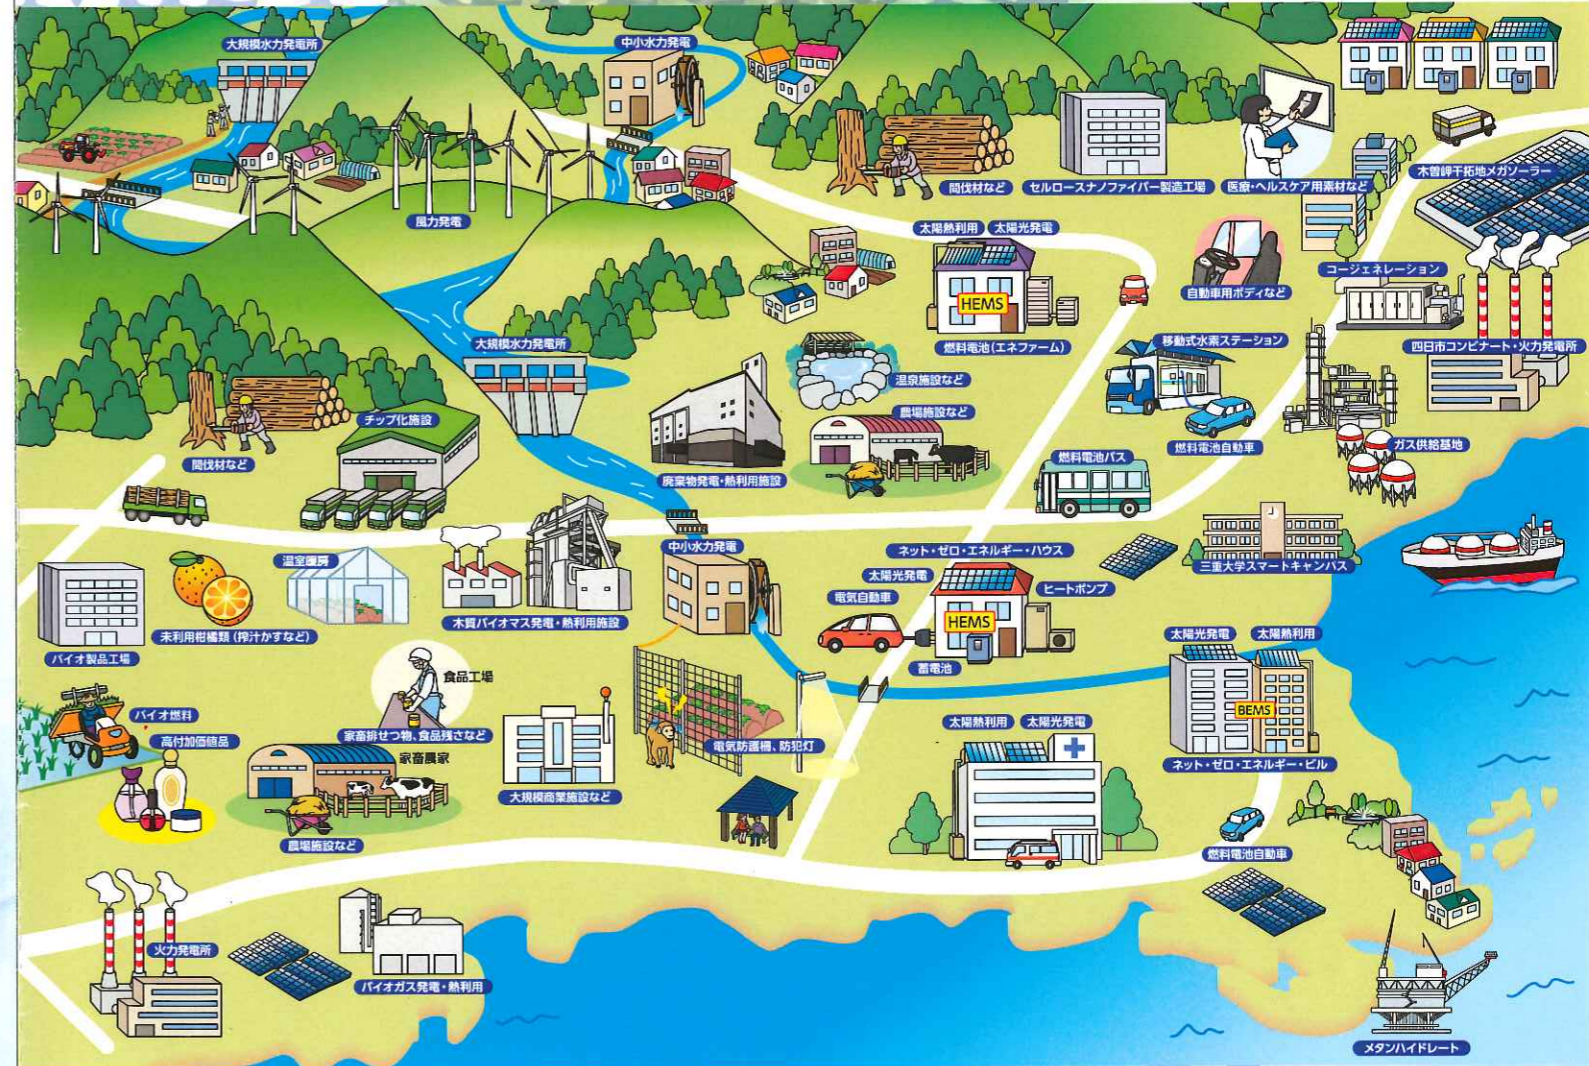 大規模水力発電所
中小水力発電
風力発電
間伐材など
セルロースナノファイバー製造工場
医療・ヘルスケア用素材など
木曽岬干拓地メガソーラー
太陽熱利用
太陽光発電
HEMS
燃料電池(エネファーム)
自動車用ボディなど
コージェネレーション
四日市コンビナート・火力発電所
大規模水力発電所
温泉施設など
移動式水素ステーション
燃料電池自動車
ガス供給基地
間伐材など
チップ化施設
廃棄物発電・熱利用施設
農場施設など
燃料電池バス
三重大学スマートキャンパス
バイオ製品工場
未利用柑橘類(搾汁かすなど)
温室暖房
木質バイオマス発電・熱利用施設
中小水力発電
ネット・ゼロ・エネルギー・ハウス
太陽光発電
電気自動車
ヒートポンプ
HEMS
蓄電池
太陽光発電
太陽熱利用
BEMS
ネット・ゼロ・エネルギー・ビル
バイオ燃料
高付加価値品
食品工場
家畜排せつ物、食品残さなど
家畜農家
農場施設など
大規模商業施設など
電気防護柵、防犯灯
太陽熱利用
太陽光発電
燃料電池自動車
火力発電所
バイオガス発電・熱利用
メタンハイドレート